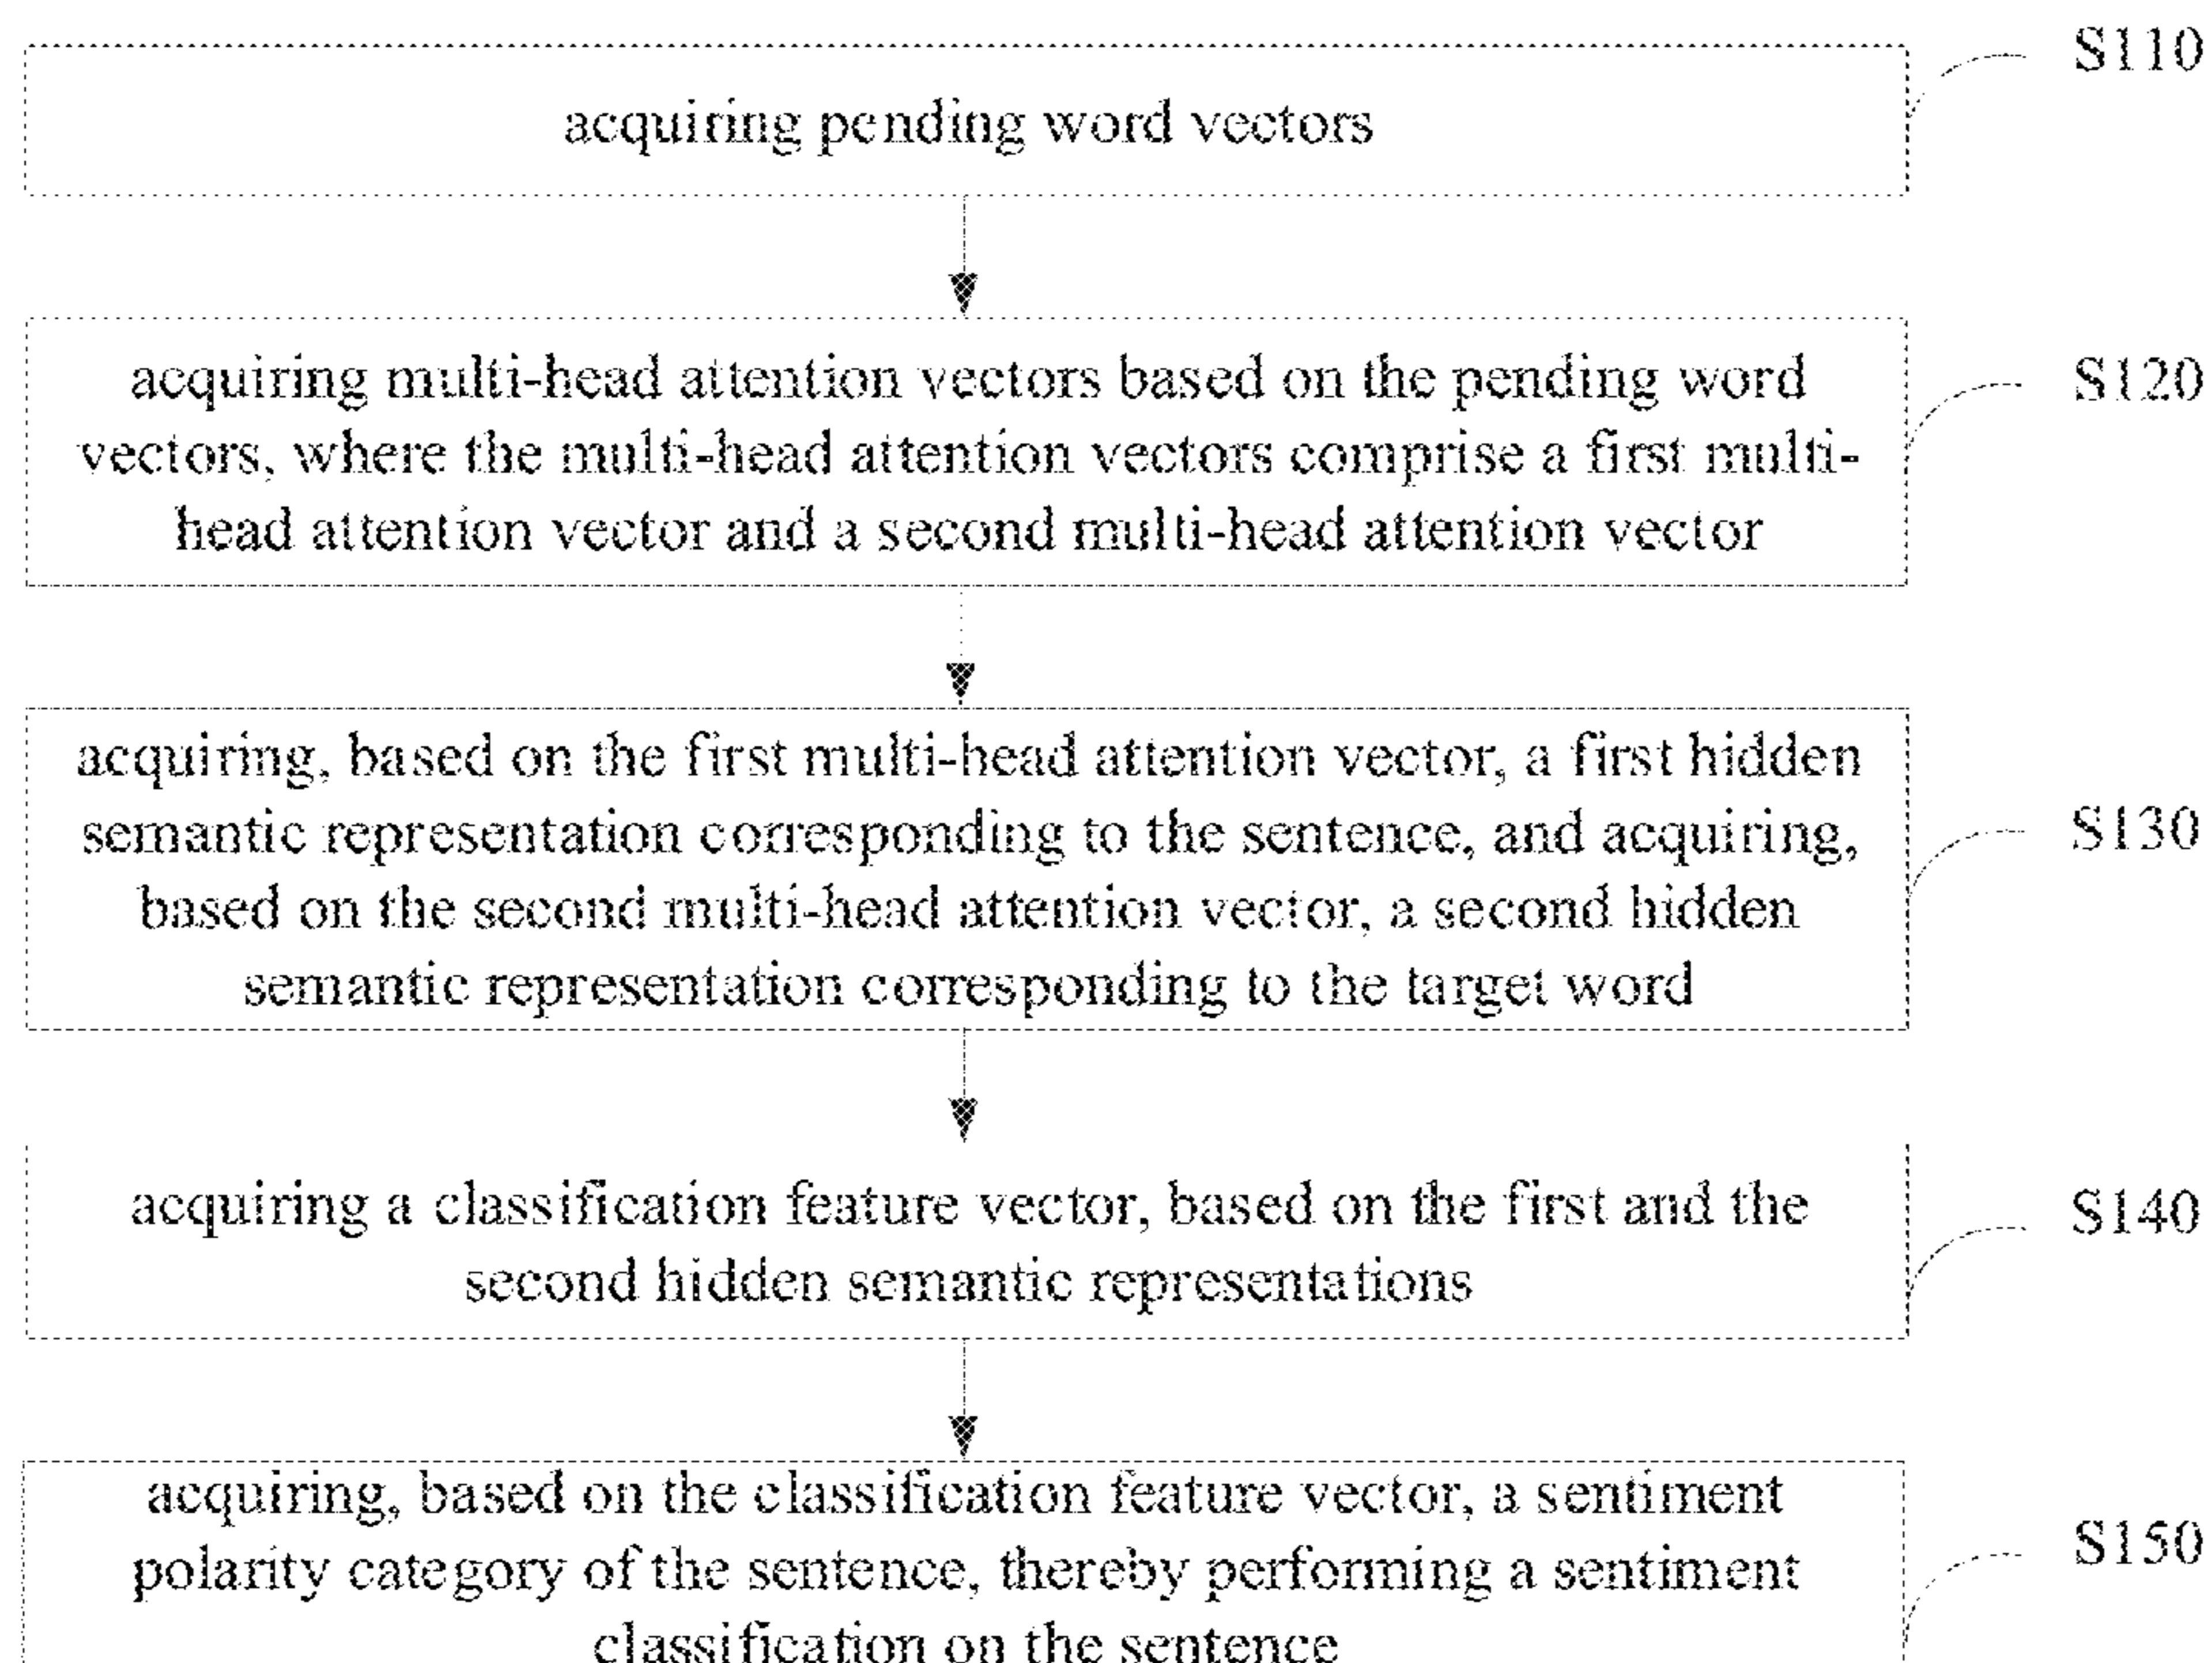 S110
acquiring pending word vectors
acquiring multi-head attention vectors based on the pending word
S120
vectors, where the multi-head attention vectors comprise a first multi-
head attention vector and a second multi-head attention vector
acquiring, based on the first multi-head attention vector, a first hidden
semantic representation corresponding to the sentence, and acquiring,
S130
based on the second multi-head attention vector, a second hidden
semantic representation corresponding to the target word
acquiring a classification feature vector, based on the first and the
S140
second hidden semantic representations
acquiring, based on the classification feature vector, a sentiment
S150
polarity category of the sentence, thereby performing a sentiment
classification on the sentence